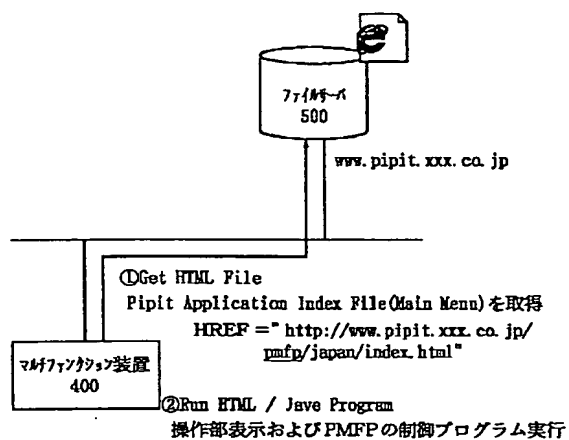 ファイルサーバ
500
www.pipit.xxx.co.jp
①Get HTML File
Pipit Application Index File(Main Menu)を取得
HREF ="http://www.pipit.xxx.co.jp/
pmfp/japan/index.html"
マルチファンクション装置
400
②Run HTML / Java Program
操作部表示およびPMFPの制御プログラム実行